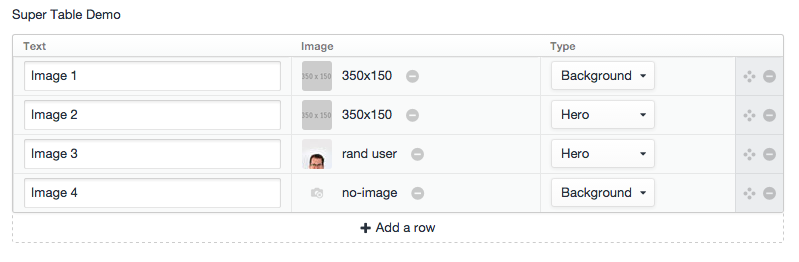 Super Table Demo
Text Image Type
Image 1 350 x 150 350x150 Background
Image 2 350 x 150 350x150 Hero
Image 3 rand user Hero
Image 4 no-image Background
Add a row